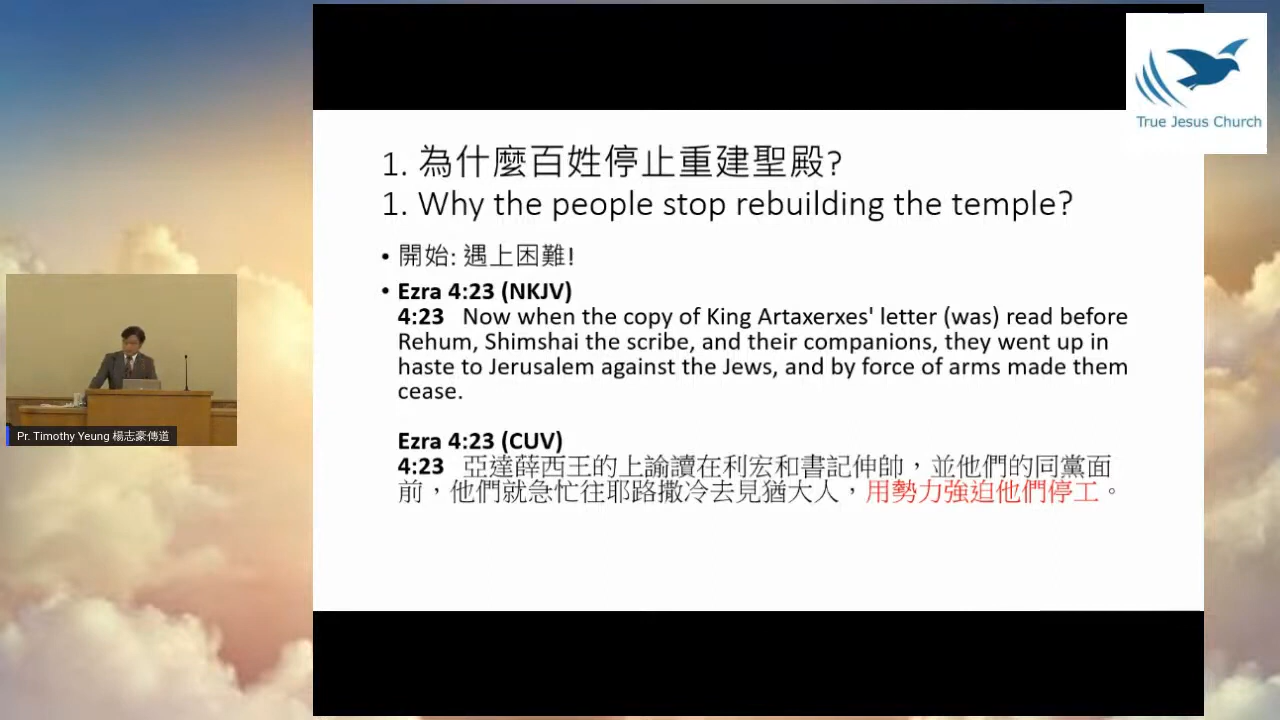 True Jesus Church
1. 為什麼百姓停止重建聖殿?
1. Why the people stop rebuilding the temple?
• 開始: 遇上困難!
• Ezra 4:23 (NKJV)
4:23 Now when the copy of King Artaxerxes' letter (was) read before
Rehum, Shimshai the scribe, and their companions, they went up in
haste to Jerusalem against the Jews, and by force of arms made them
cease.
Ezra 4:23 (CUV)
4:23 亞達薛西王的上諭讀在利宏和書記伸帥，並他們的同黨面
前，他們就急忙往耶路撒冷去見猶大人，用勢力強迫他們停工。
Pr. Timothy Yeung 楊志豪傳道